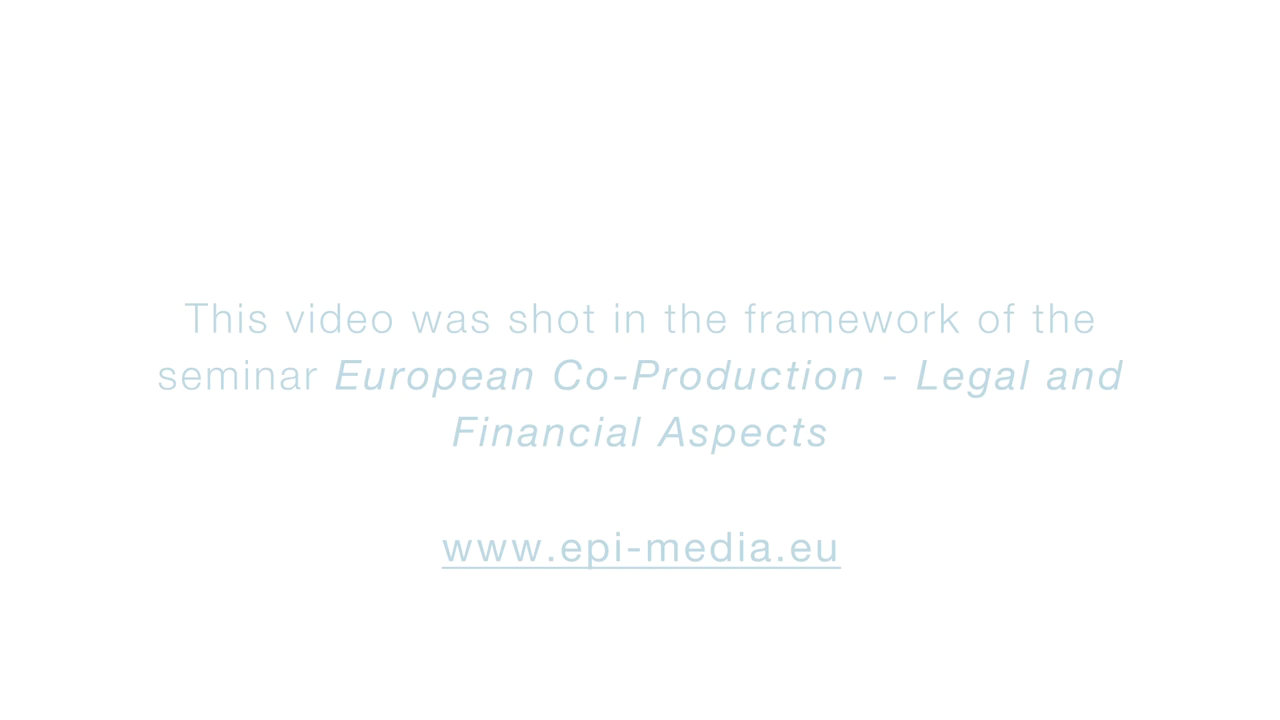 This video was shot in the framework of the
seminar European Co-Production - Legal and
Financial Aspects
www.epi-media.eu